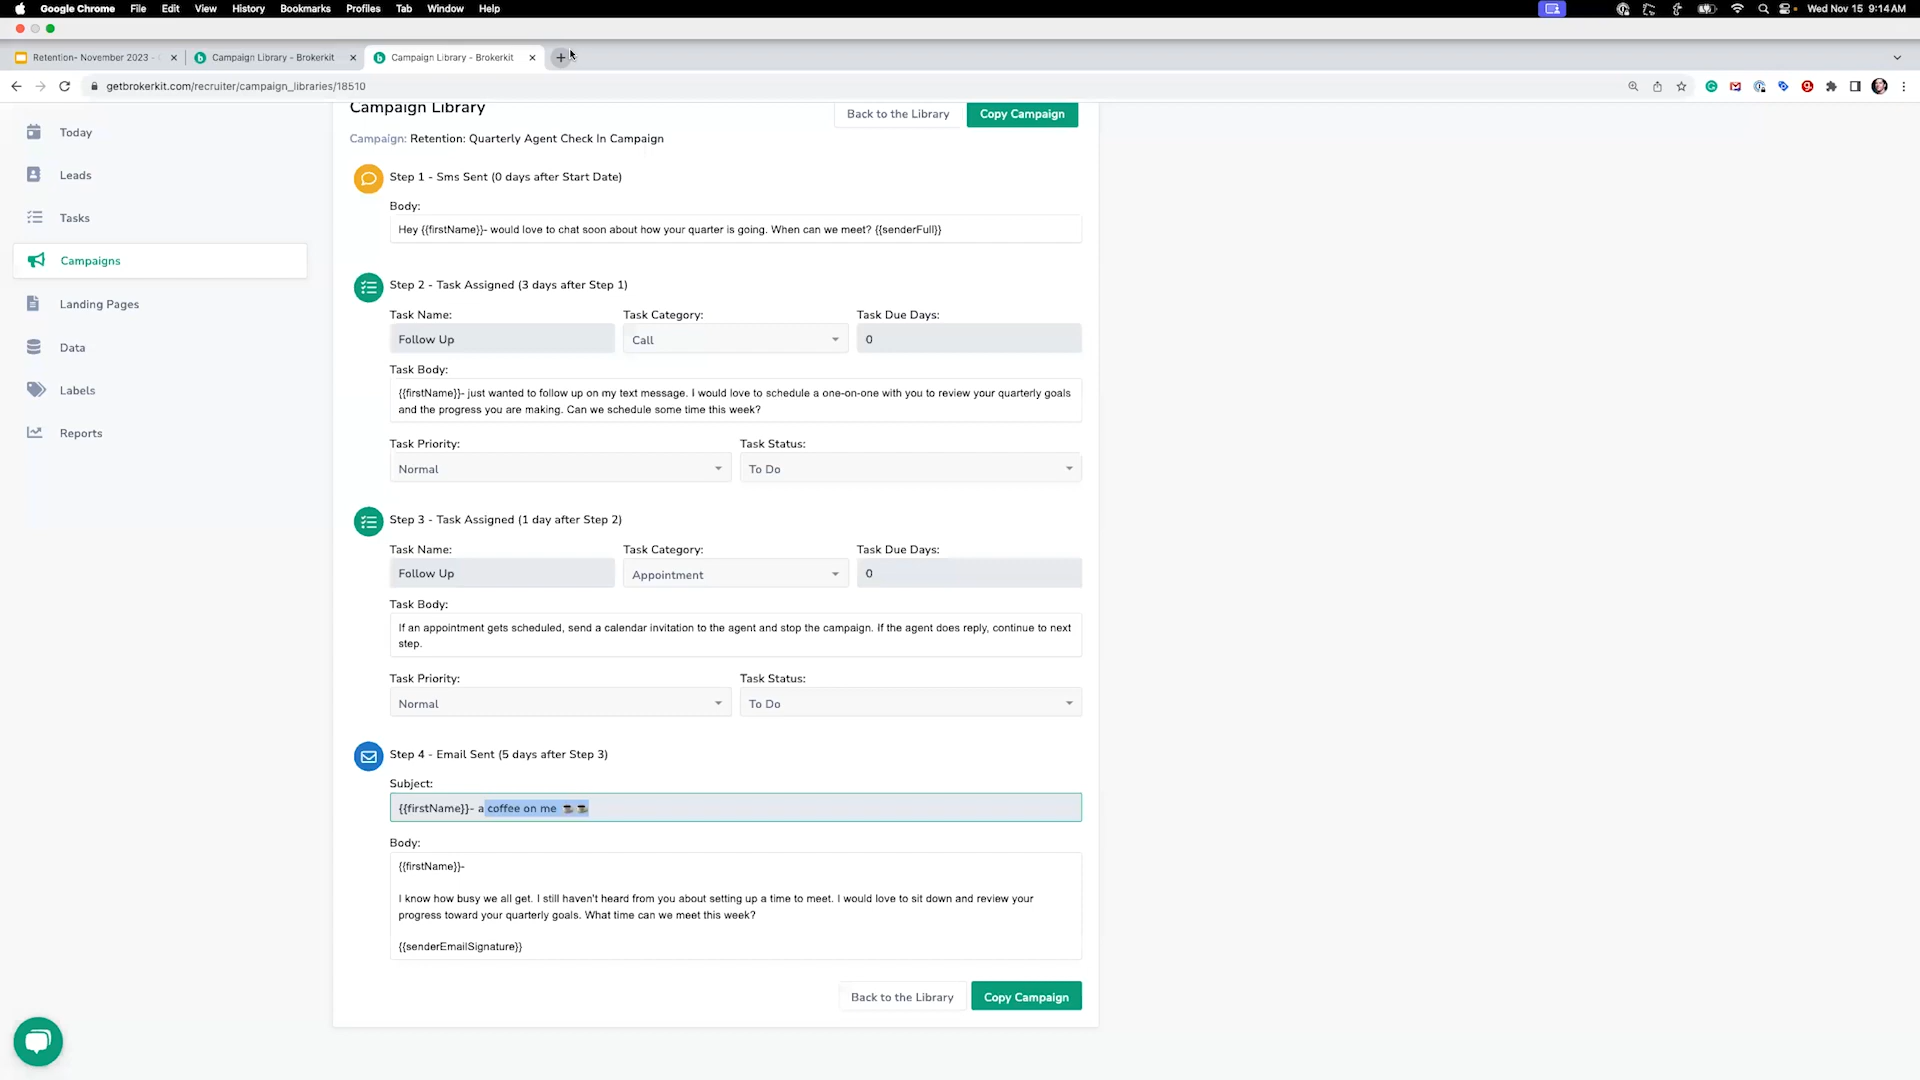 Google Chrome File Edit View History Bookmarks Profiles Tab Window Help Wed Nov 15 9:14 AM
Retention- November 2023 -
Campaign Library - Brokerkit
Campaign Library - Brokerkit
getbrokerkit.com/recruiter/campaign_libraries/18510
Today
Leads
Tasks
Campaigns
Landing Pages
Data
Labels
Reports
Campaign Library
Back to the Library
Copy Campaign
Campaign: Retention: Quarterly Agent Check In Campaign
Step 1 - Sms Sent (0 days after Start Date)
Body:
Hey {{firstName}}- would love to chat soon about how your quarter is going. When can we meet? {{senderFull}}
Step 2 - Task Assigned (3 days after Step 1)
Task Name: Task Category: Task Due Days:
Follow Up Call 0
Task Body:
{{firstName}}- just wanted to follow up on my text message. I would love to schedule a one-on-one with you to review your quarterly goals
and the progress you are making. Can we schedule some time this week?
Task Priority: Task Status:
Normal To Do
Step 3 - Task Assigned (1 day after Step 2)
Task Name: Task Category: Task Due Days:
Follow Up Appointment 0
Task Body:
If an appointment gets scheduled, send a calendar invitation to the agent and stop the campaign. If the agent does reply, continue to next
step.
Task Priority: Task Status:
Normal To Do
Step 4 - Email Sent (5 days after Step 3)
Subject:
{{firstName}}- a coffee on me ☕☕
Body:
{{firstName}}-
I know how busy we all get. I still haven't heard from you about setting up a time to meet. I would love to sit down and review your
progress toward your quarterly goals. What time can we meet this week?
{{senderEmailSignature}}
Back to the Library
Copy Campaign